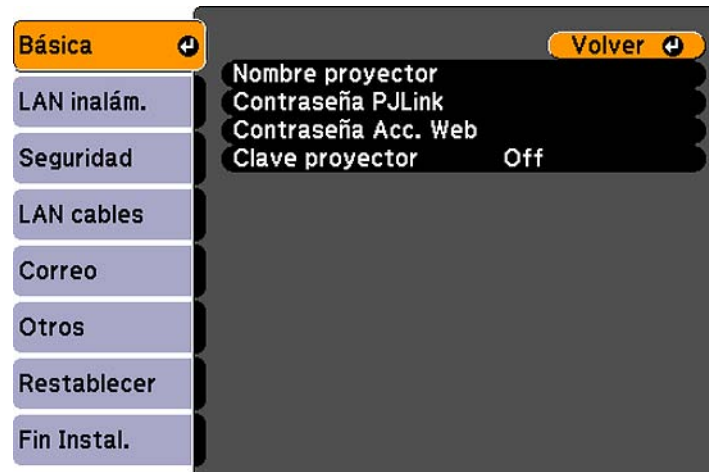 Básica
LAN inalám.
Seguridad
LAN cables
Correo
Otros
Restablecer
Fin Instal.
Volver
Nombre proyector
Contraseña PJLink
Contraseña Acc. Web
Clave proyector Off